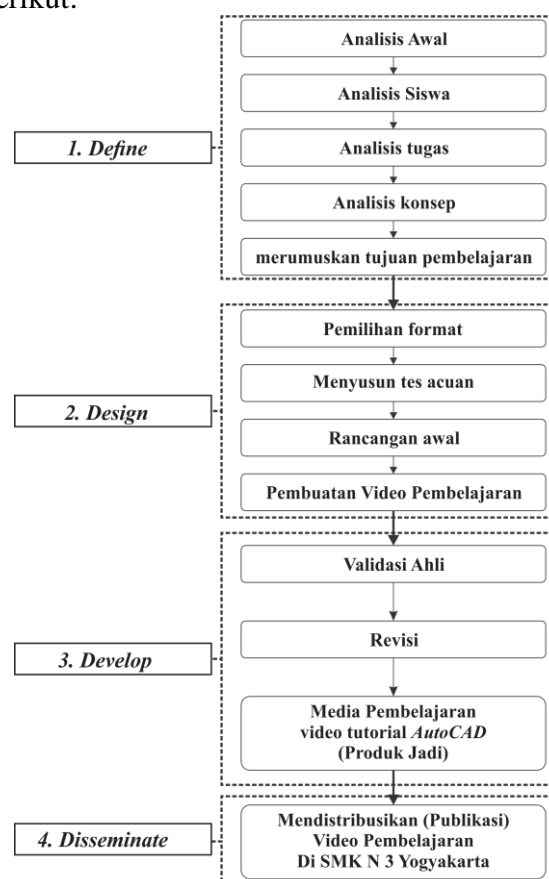 erikut:
Analisis Awal
Analisis Siswa
1. Define
Analisis tugas
Analisis konsep
merumuskan tujuan pembelajaran
Pemilihan format
Menyusun tes acuan
2. Design
Rancangan awal
Pembuatan Video Pembelajaran
Validasi Ahli
Revisi
3. Develop
Media Pembelajaran
video tutorial AutoCAD
(Produk Jadi)
4. Disseminate
Mendistribusikan (Publikasi)
Video Pembelajaran
Di SMK N 3 Yogyakarta